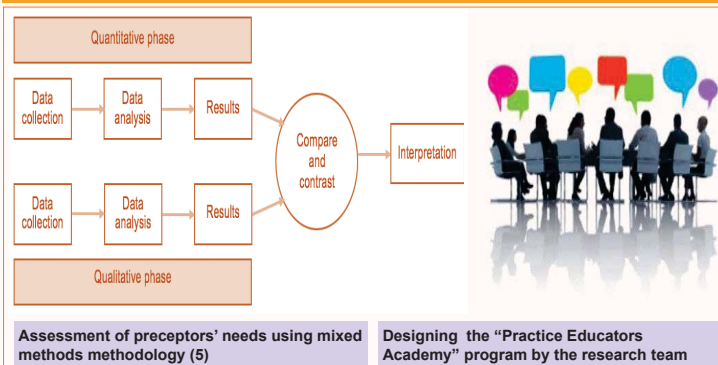 Quantitative phase
Data
collection
Data
analysis
Results
Compare
and
contrast
Interpretation
Data
collection
Data
analysis
Results
Qualitative phase
Assessment of preceptors’ needs using mixed
methods methodology (5)
Designing the “Practice Educators
Academy” program by the research team